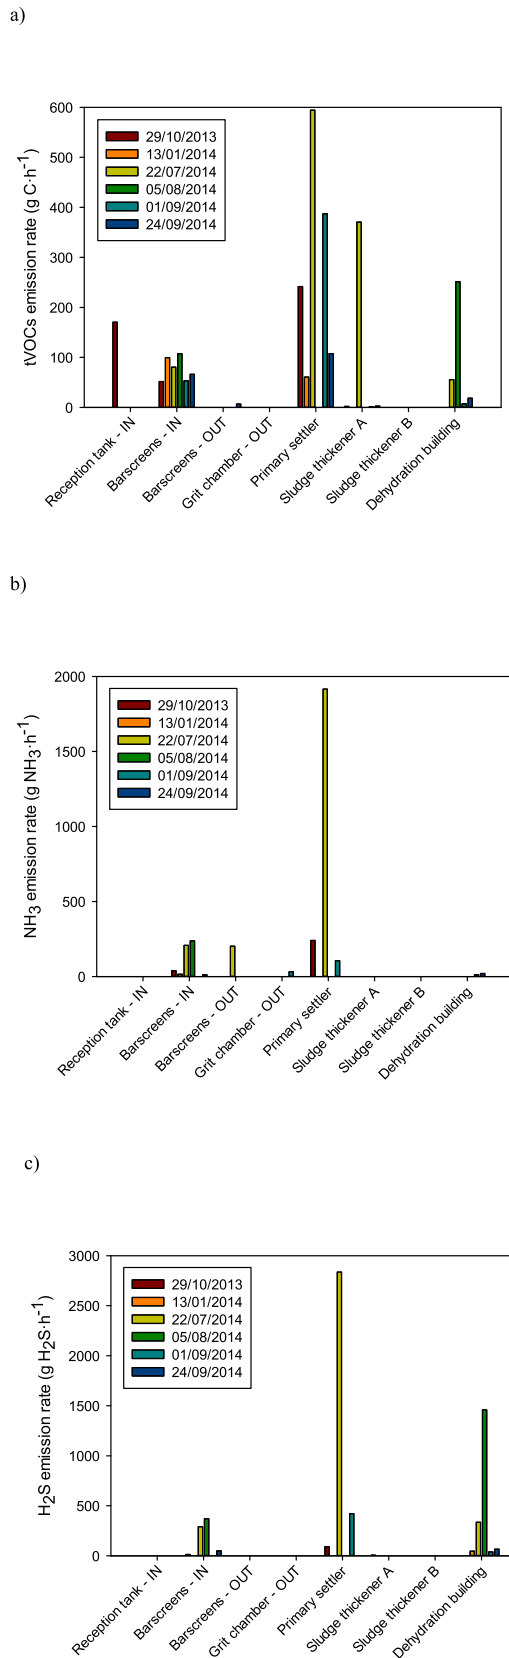 a)
tVOCs emission rate (g C·h-1)
600
500
400
300
200
100
0
29/10/2013
13/01/2014
22/07/2014
05/08/2014
01/09/2014
24/09/2014
Reception tank - IN
Barscreens - IN
Barscreens - OUT
Grit chamber - OUT
Primary settler
Sludge thickener A
Sludge thickener B
Dehydration building
b)
NH3 emission rate (g NH3·h-1)
2000
1500
1000
500
0
29/10/2013
13/01/2014
22/07/2014
05/08/2014
01/09/2014
24/09/2014
Reception tank - IN
Barscreens - IN
Barscreens - OUT
Grit chamber - OUT
Primary settler
Sludge thickener A
Sludge thickener B
Dehydration building
c)
H2S emission rate (g H2S·h-1)
3000
2500
2000
1500
1000
500
0
29/10/2013
13/01/2014
22/07/2014
05/08/2014
01/09/2014
24/09/2014
Reception tank - IN
Barscreens - IN
Barscreens - OUT
Grit chamber - OUT
Primary settler
Sludge thickener A
Sludge thickener B
Dehydration building